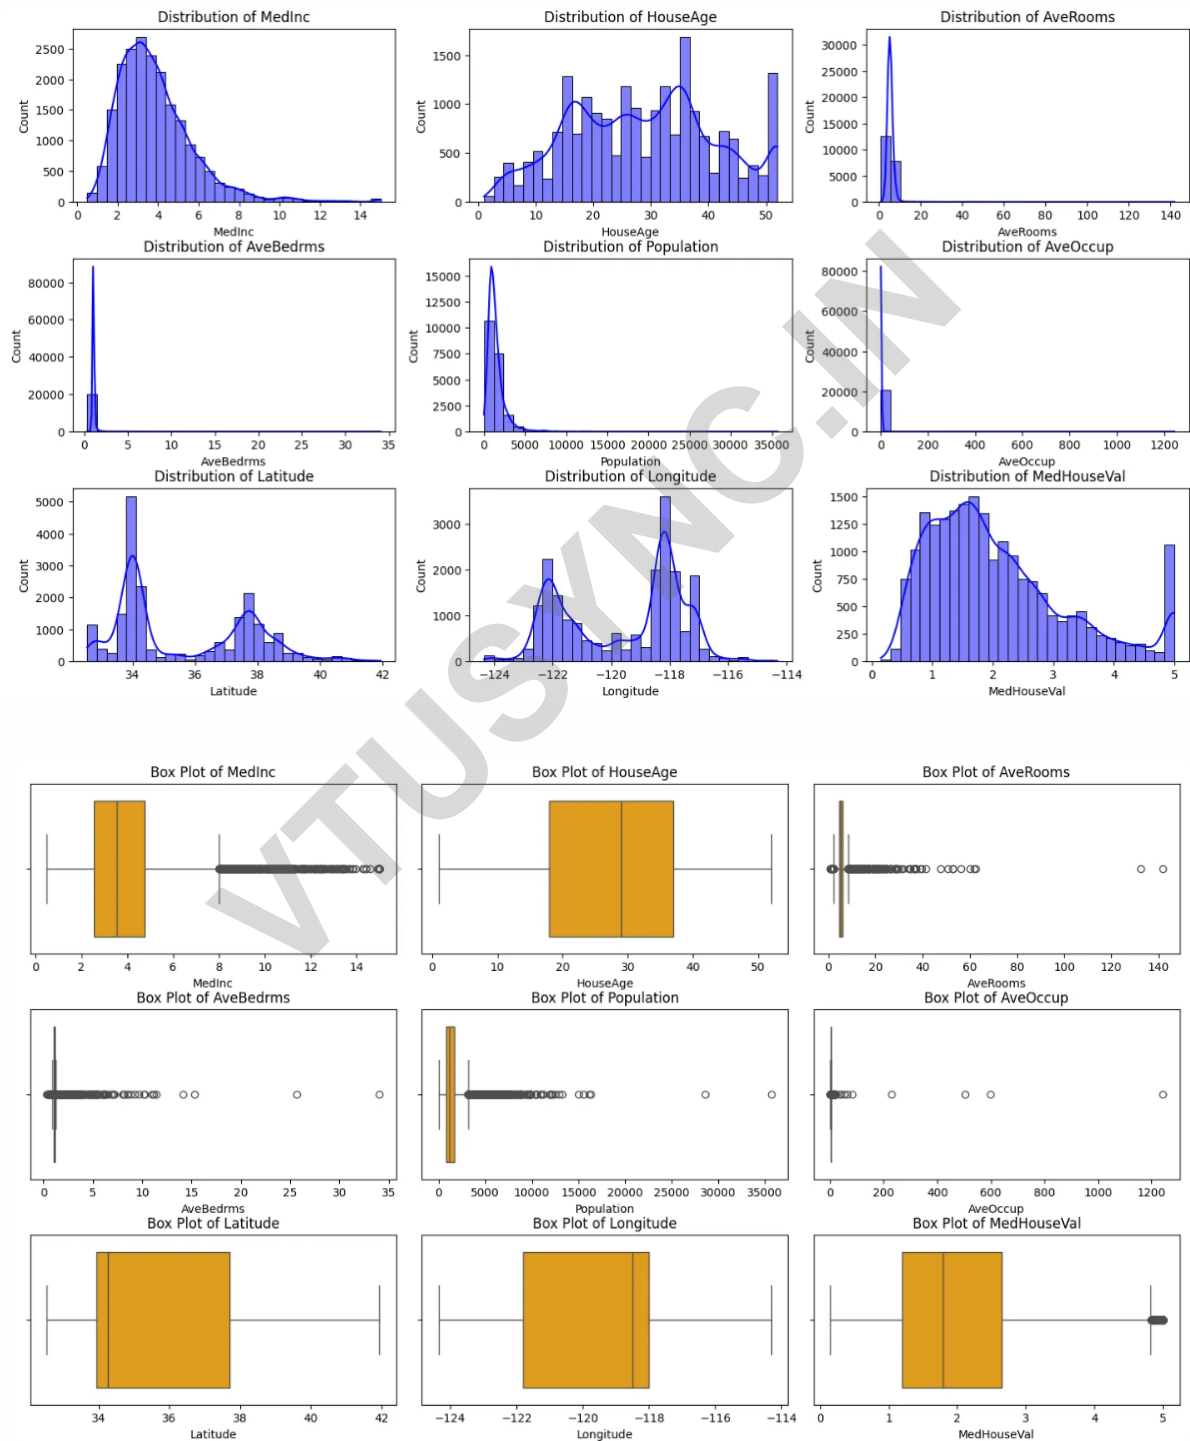 Distribution of MedInc
Distribution of HouseAge
Distribution of AveRooms
Count
2500
2000
1500
1000
500
0
0 2 4 6 8 10 12 14
MedInc
Count
1500
1000
500
0
0 10 20 30 40 50
HouseAge
Count
30000
25000
20000
15000
10000
5000
0
0 20 40 60 80 100 120 140
AveRooms
Distribution of AveBedrms
Distribution of Population
Distribution of AveOccup
Count
80000
60000
40000
20000
0
0 5 10 15 20 25 30 35
AveBedrms
Count
15000
12500
10000
7500
5000
2500
0
0 5000 10000 15000 20000 25000 30000 35000
Population
Count
80000
60000
40000
20000
0
0 200 400 600 800 1000 1200
AveOccup
Distribution of Latitude
Distribution of Longitude
Distribution of MedHouseVal
Count
5000
4000
3000
2000
1000
0
34 36 38 40 42
Latitude
Count
3000
2000
1000
0
−124 −122 −120 −118 −116 −114
Longitude
Count
1500
1250
1000
750
500
250
0
0 1 2 3 4 5
MedHouseVal
VTUSYNC.IN
Box Plot of MedInc
Box Plot of HouseAge
Box Plot of AveRooms
0 2 4 6 8 10 12 14
MedInc
0 10 20 30 40 50
HouseAge
0 20 40 60 80 100 120 140
AveRooms
Box Plot of AveBedrms
Box Plot of Population
Box Plot of AveOccup
0 5 10 15 20 25 30 35
AveBedrms
0 5000 10000 15000 20000 25000 30000 35000
Population
0 200 400 600 800 1000 1200
AveOccup
Box Plot of Latitude
Box Plot of Longitude
Box Plot of MedHouseVal
34 36 38 40 42
Latitude
−124 −122 −120 −118 −116 −114
Longitude
0 1 2 3 4 5
MedHouseVal